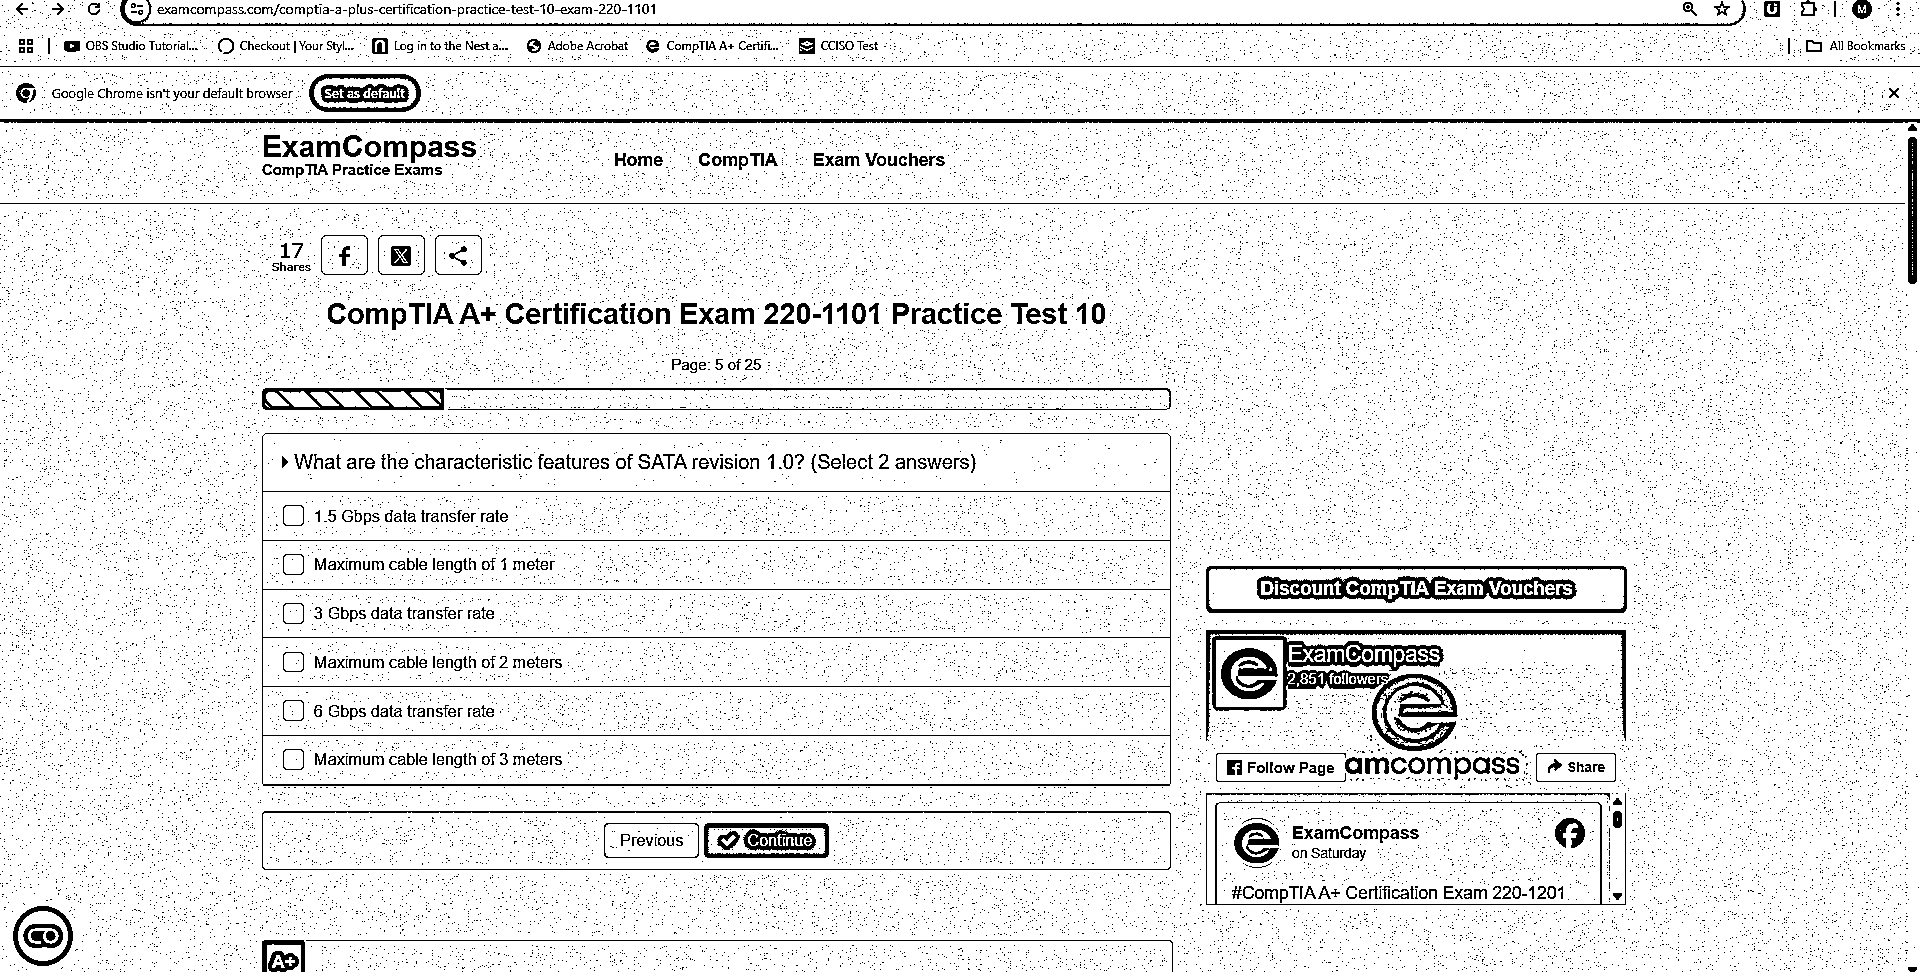 examcompass.com/comptia-a-plus-certification-practice-test-10-exam-220-1101
M
OBS Studio Tutorial... Checkout | Your Styl... Log in to the Nest a... Adobe Acrobat CompTIA A+ Certifi... CCISO Test All Bookmarks
Google Chrome isn't your default browser Set as default
ExamCompass
CompTIA Practice Exams
Home CompTIA Exam Vouchers
17
Shares
CompTIA A+ Certification Exam 220-1101 Practice Test 10
Page: 5 of 25
What are the characteristic features of SATA revision 1.0? (Select 2 answers)
1.5 Gbps data transfer rate
Maximum cable length of 1 meter
3 Gbps data transfer rate
Maximum cable length of 2 meters
6 Gbps data transfer rate
Maximum cable length of 3 meters
Previous Continue
Discount CompTIA Exam Vouchers
ExamCompass
2,851 followers
Follow Page amcompass Share
ExamCompass
on Saturday
#CompTIA A+ Certification Exam 220-1201
A+